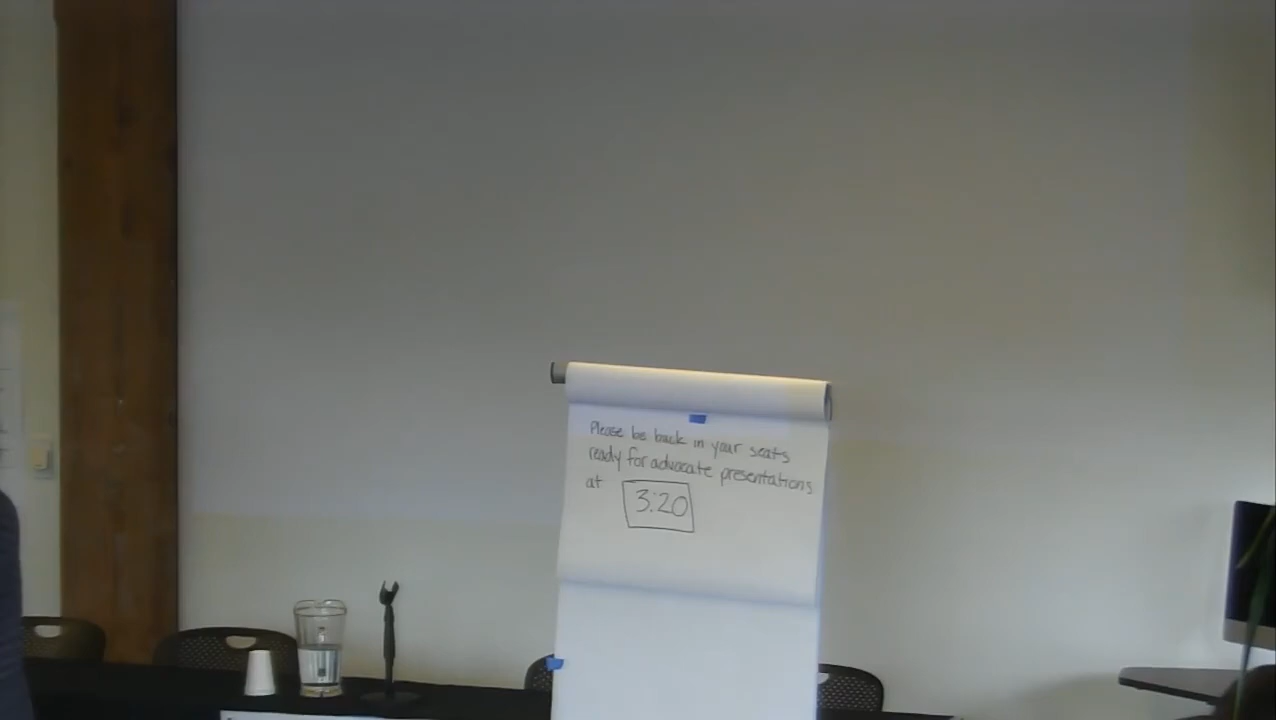 Please be back in your seats
ready for advocate presentations
at 3:20